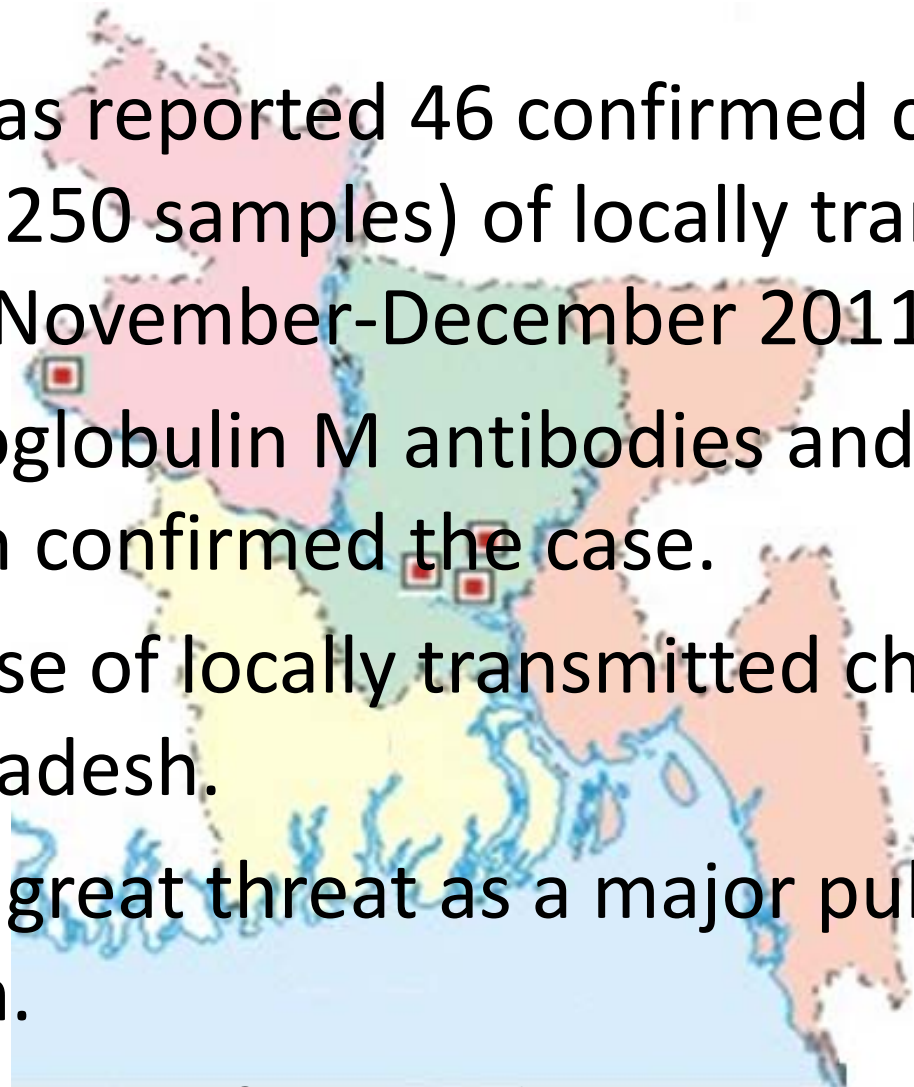 as reported 46 confirmed c
250 samples) of locally tra
November-December 2011
oglobulin M antibodies and
n confirmed the case.
se of locally transmitted ch
adesh.
great threat as a major pu
n.